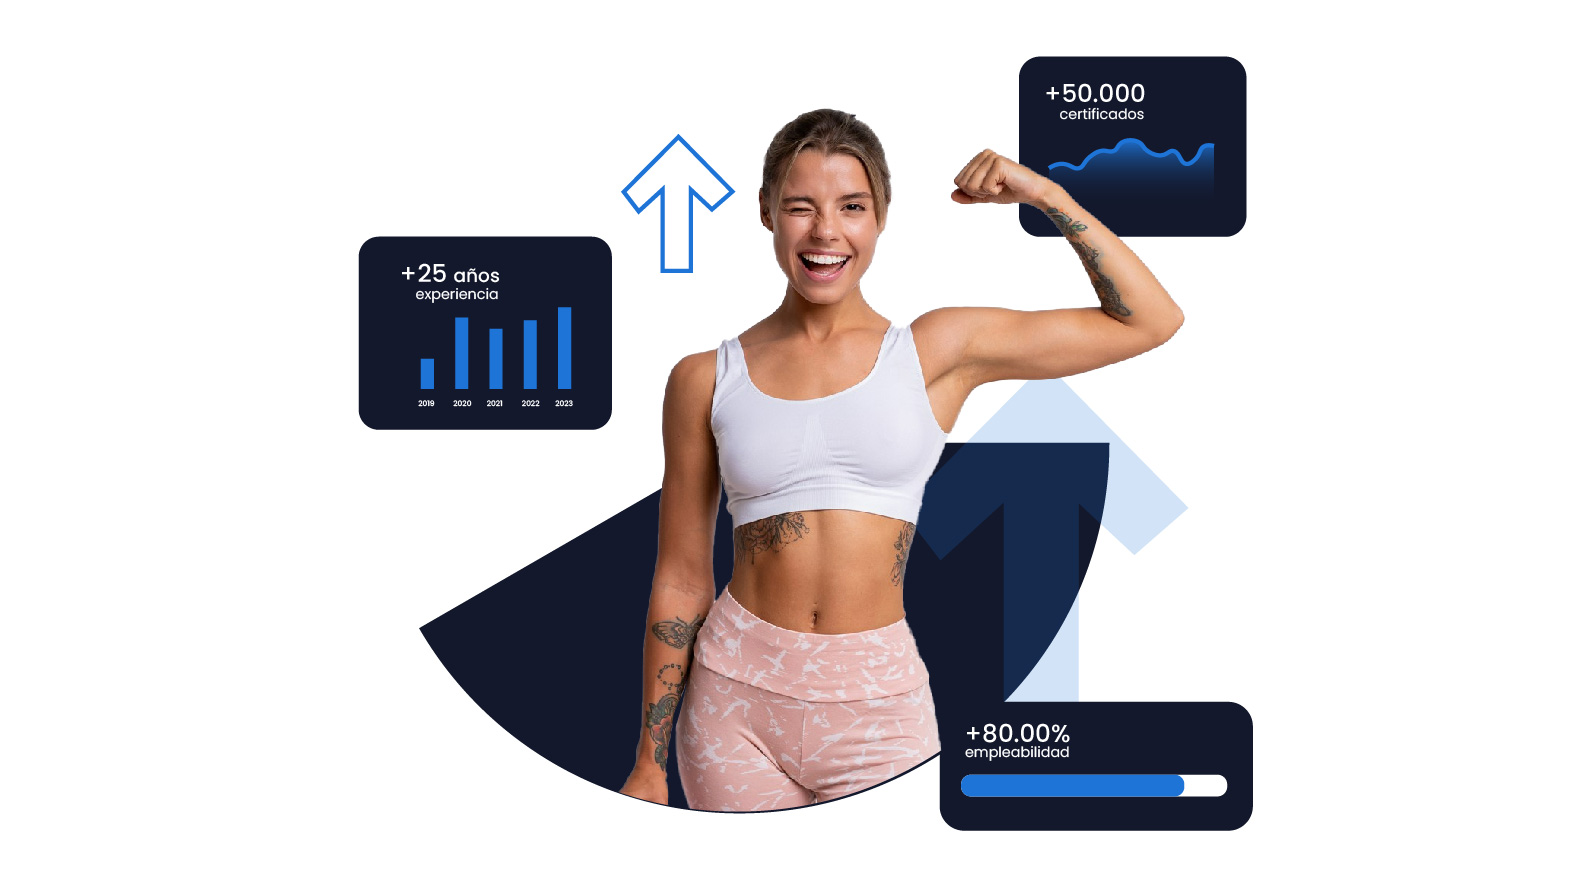 +50.000
certificados
+25 años
experiencia
2019 2020 2021 2022 2023
+80.00%
empleabilidad